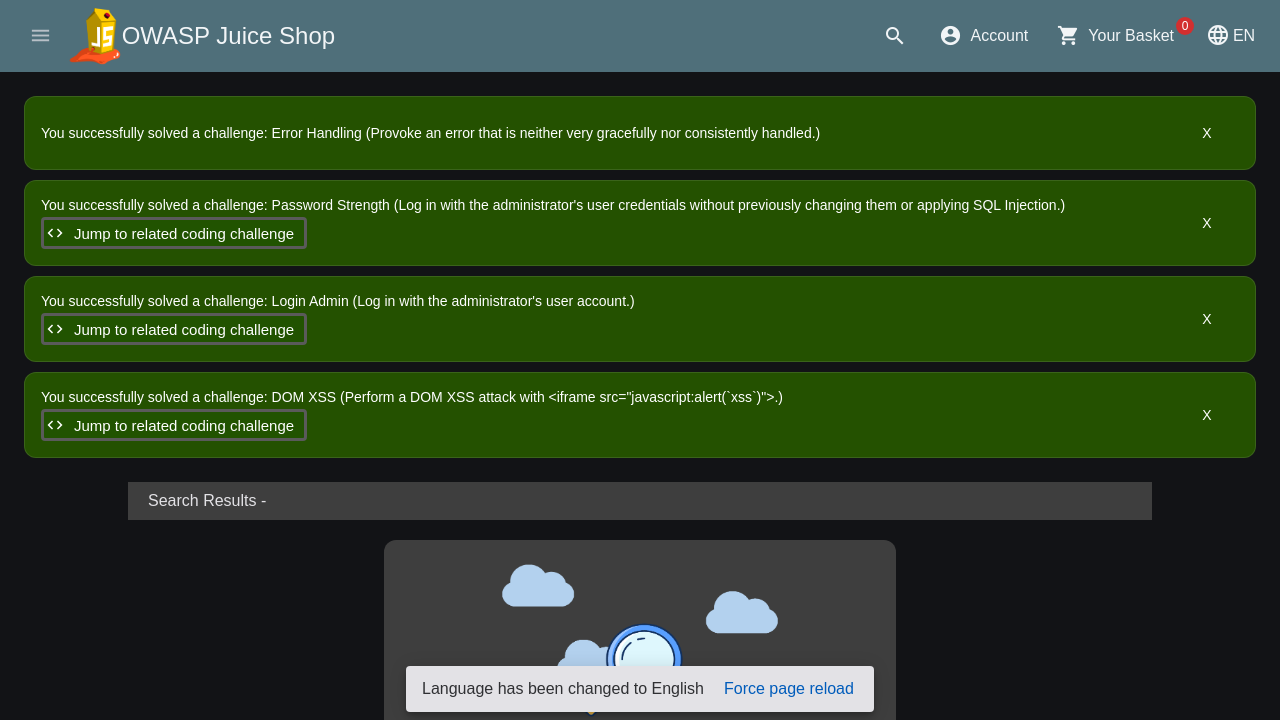 OWASP Juice Shop
Account
Your Basket
0
EN
You successfully solved a challenge: Error Handling (Provoke an error that is neither very gracefully nor consistently handled.)
X
You successfully solved a challenge: Password Strength (Log in with the administrator's user credentials without previously changing them or applying SQL Injection.)
Jump to related coding challenge
X
You successfully solved a challenge: Login Admin (Log in with the administrator's user account.)
Jump to related coding challenge
X
You successfully solved a challenge: DOM XSS (Perform a DOM XSS attack with <iframe src="javascript:alert(`xss`)">.)
Jump to related coding challenge
X
Search Results -
Language has been changed to English
Force page reload